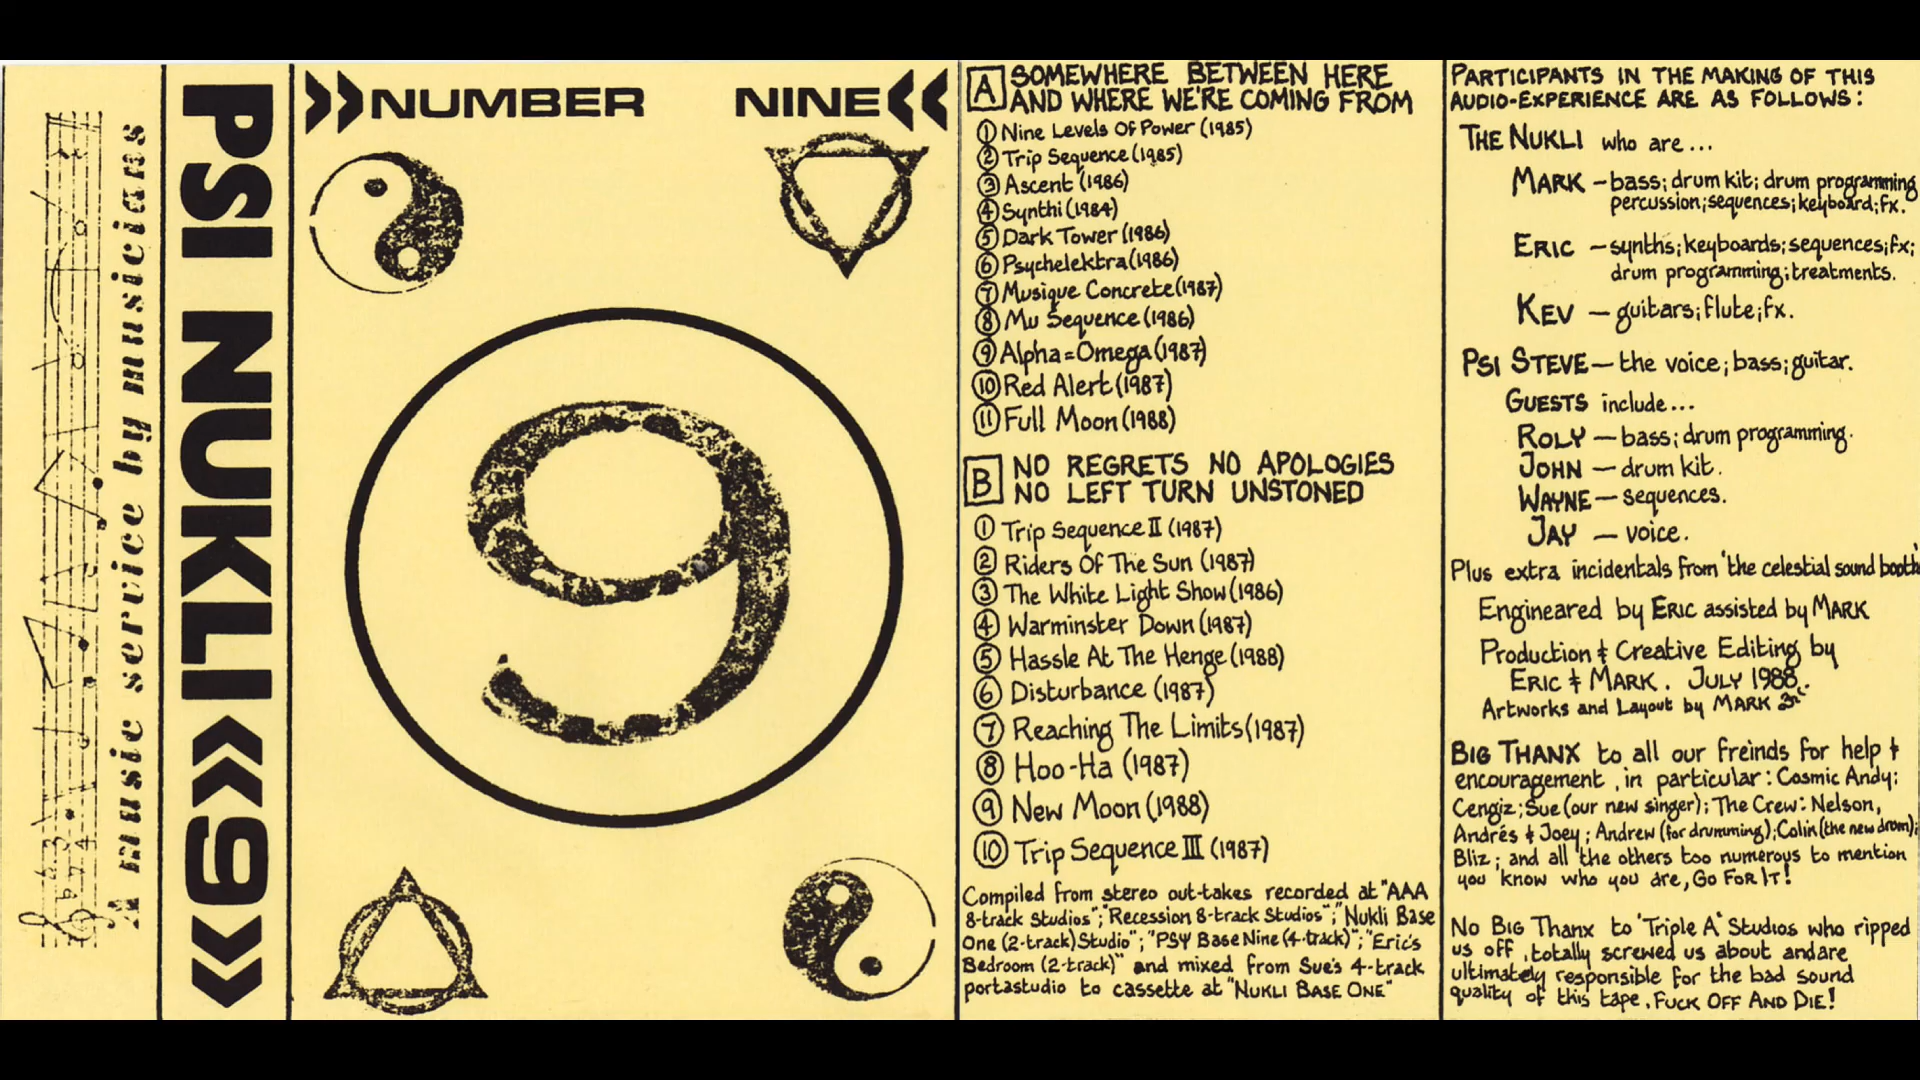 A music service by musicians
PSI NUKLI «9»
»NUMBER NINE«
9
A SOMEWHERE BETWEEN HERE
AND WHERE WE'RE COMING FROM
① Nine Levels Of Power (1985)
② Trip Sequence (1985)
③ Ascent (1986)
④ Synthi (1984)
⑤ Dark Tower (1986)
⑥ Psychelektra (1986)
⑦ Musique Concrete (1987)
⑧ Mu Sequence (1986)
⑨ Alpha=Omega (1987)
⑩ Red Alert (1987)
⑪ Full Moon (1988)
B NO REGRETS NO APOLOGIES
NO LEFT TURN UNSTONED
① Trip Sequence II (1987)
② Riders Of The Sun (1987)
③ The White Light Show (1986)
④ Warminster Down (1987)
⑤ Hassle At The Henge (1988)
⑥ Disturbance (1987)
⑦ Reaching The Limits (1987)
⑧ Hoo-Ha (1987)
⑨ New Moon (1988)
⑩ Trip Sequence III (1987)
Compiled from stereo out-takes recorded at "AAA
8-track Studios"; "Recession 8-track Studios"; "Nukli Base
One (2-track) Studio"; "PSY Base Nine (4-track)"; "Eric's
Bedroom (2-track)" and mixed from Sue's 4-track
portastudio to cassette at "NUKLI BASE ONE"
PARTICIPANTS IN THE MAKING OF THIS
AUDIO-EXPERIENCE ARE AS FOLLOWS:
THE NUKLI who are...
MARK – bass; drum kit; drum programming
percussion; sequences; keyboard; fx.
ERIC – synths; keyboards; sequences; fx;
drum programming; treatments.
KEV – guitars; flute; fx.
PSI STEVE – the voice; bass; guitar.
GUESTS include...
ROLY – bass; drum programming.
JOHN – drum kit.
WAYNE – sequences.
JAY – voice.
Plus extra incidentals from 'the celestial sound booth'
Engineared by ERIC assisted by MARK
Production & Creative Editing by
ERIC & MARK. JULY 1988.
Artworks and Layout by MARK
BIG THANX to all our freinds for help &
encouragement, in particular: Cosmic Andy;
Cengiz; Sue (our new singer); The Crew: Nelson,
Andrés & Joey; Andrew (for drumming); Colin (the new drom);
Bliz; and all the others too numerous to mention
you know who you are, GO FOR IT!
NO BIG THANX to 'Triple A' Studios who ripped
us off, totally screwed us about andare
ultimately responsible for the bad sound
quality of this tape. FUCK OFF AND DIE!